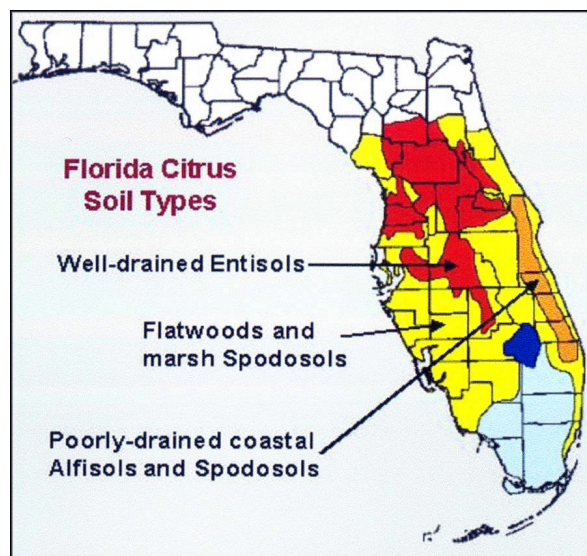 Florida Citrus
Soil Types
Well-drained Entisols
Flatwoods and
marsh Spodosols
Poorly-drained coastal
Alfisols and Spodosols